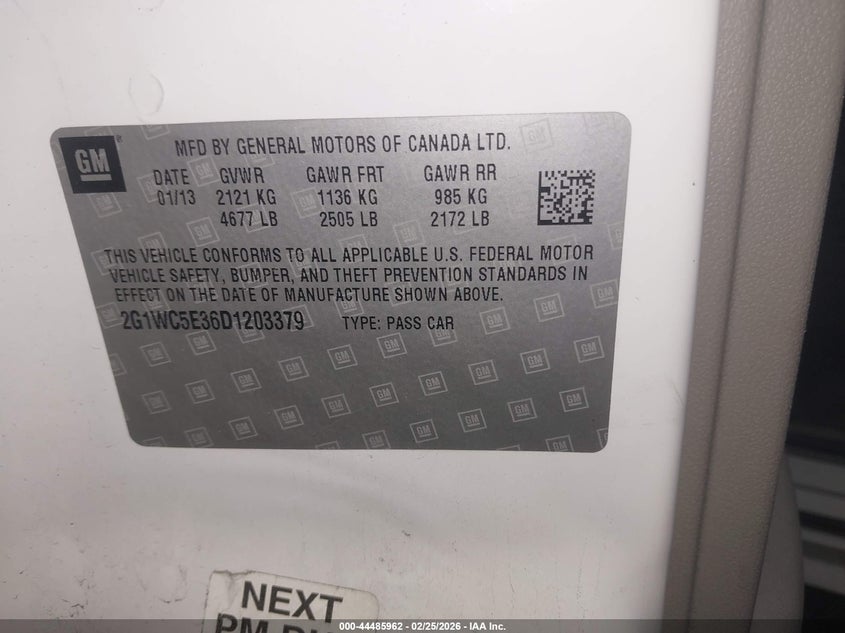 GM
MFD BY GENERAL MOTORS OF CANADA LTD.
DATE GVWR GAWR FRT GAWR RR
01/13 2121 KG 1136 KG 985 KG
4677 LB 2505 LB 2172 LB
THIS VEHICLE CONFORMS TO ALL APPLICABLE U.S. FEDERAL MOTOR
VEHICLE SAFETY, BUMPER, AND THEFT PREVENTION STANDARDS IN
EFFECT ON THE DATE OF MANUFACTURE SHOWN ABOVE.
2G1WC5E36D1203379 TYPE: PASS CAR
NEXT
PM
000-44485962 - 02/25/2026 - IAA Inc.